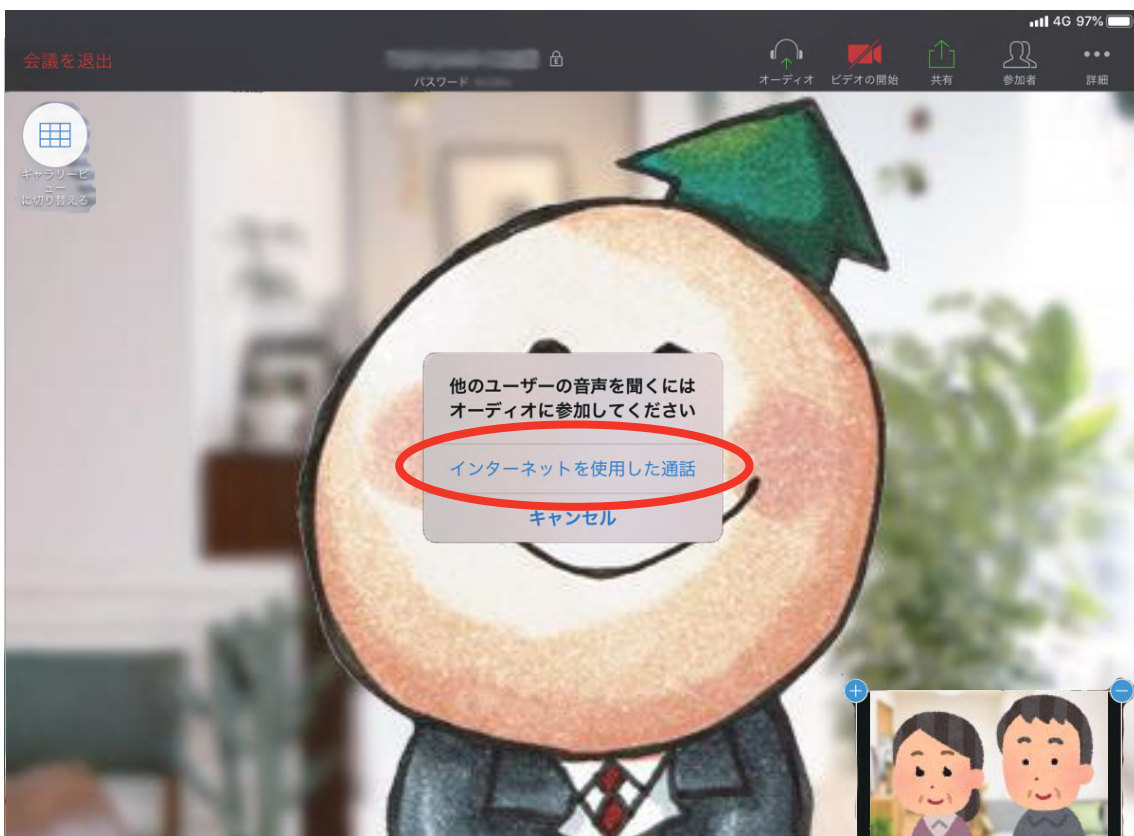 4G 97%
会議を退出
パスワード
オーディオ
ビデオの開始
共有
参加者
詳細
ギャラリービ
ュー
に切り替える
他のユーザーの音声を聞くには
オーディオに参加してください
インターネットを使用した通話
キャンセル